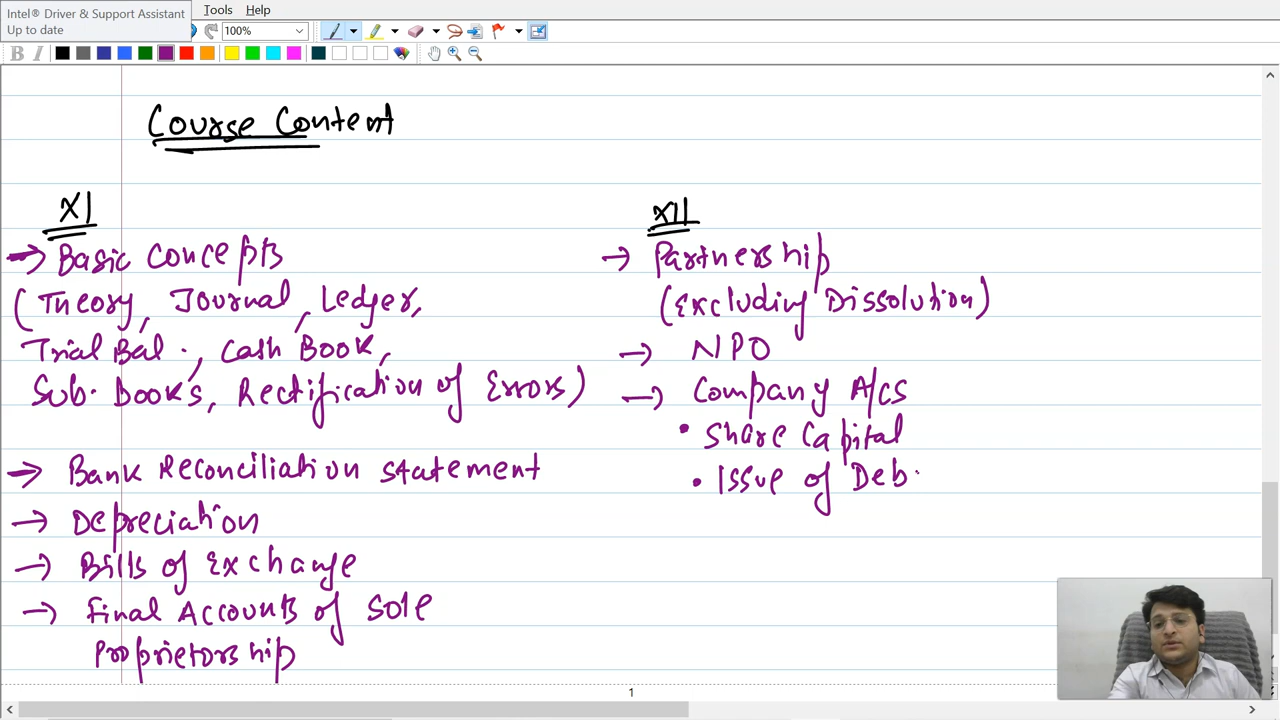 Intel® Driver & Support Assistant
Up to date
Tools Help
100%
B I
Course Content
XI
→ Basic Concepts
(Theory, Journal, Ledger,
Trial Bal., Cash Book,
Sub. Books, Rectification of Errors)
→ Bank Reconciliation Statement
→ Depreciation
→ Bills of Exchange
→ Final Accounts of Sole
Proprietorship
XII
→ Partnership
(Excluding Dissolution)
→ NPO
→ Company A/cs
• Share Capital
• Issue of Deb.
1